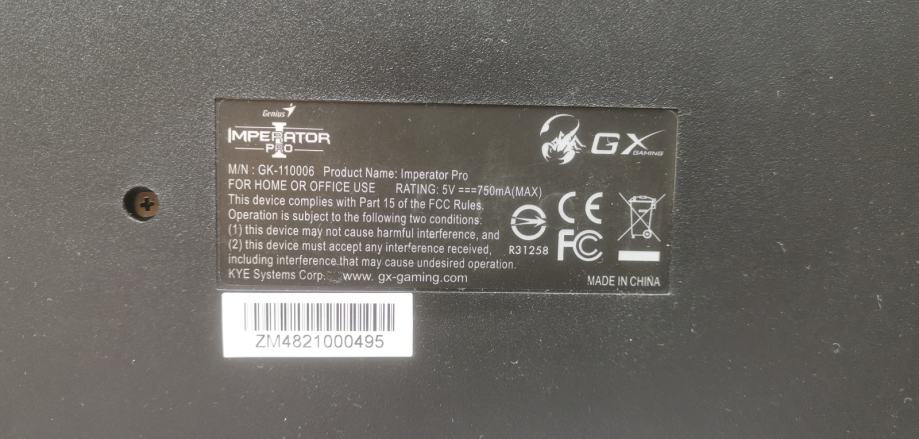 Genius
IMPERATOR
PRO
GX
GAMING
M/N : GK-110006 Product Name: Imperator Pro
FOR HOME OR OFFICE USE RATING: 5V ⎓750mA(MAX)
This device complies with Part 15 of the FCC Rules.
Operation is subject to the following two conditions:
(1) this device may not cause harmful interference, and
(2) this device must accept any interference received,
including interference that may cause undesired operation.
KYE Systems Corp. www. gx-gaming.com
CE
FC
R31258
MADE IN CHINA
ZM4821000495